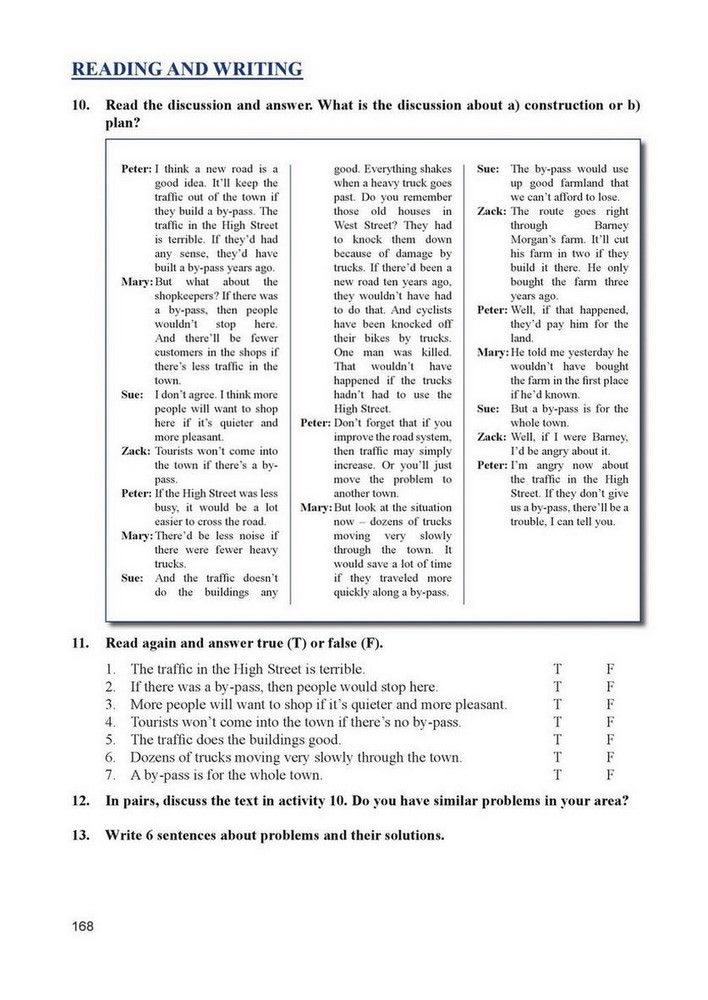 READING AND WRITING
10. Read the discussion and answer. What is the discussion about a) construction or b)
plan?
Peter: I think a new road is a
good idea. It'll keep the
traffic out of the town if
they build a by-pass. The
traffic in the High Street
is terrible. If they'd had
any sense, they'd have
built a by-pass years ago.
Mary: But what about the
shopkeepers? If there was
a by-pass, then people
wouldn't stop here.
And there'll be fewer
customers in the shops if
there's less traffic in the
town.
Sue: I don't agree. I think more
people will want to shop
here if it's quieter and
more pleasant.
Zack: Tourists won't come into
the town if there's a by-
pass.
Peter: If the High Street was less
busy, it would be a lot
easier to cross the road.
Mary: There'd be less noise if
there were fewer heavy
trucks.
Sue: And the traffic doesn't
do the buildings any
good. Everything shakes
when a heavy truck goes
past. Do you remember
those old houses in
West Street? They had
to knock them down
because of damage by
trucks. If there'd been a
new road ten years ago,
they wouldn't have had
to do that. And cyclists
have been knocked off
their bikes by trucks.
One man was killed.
That wouldn't have
happened if the trucks
hadn't had to use the
High Street.
Peter: Don't forget that if you
improve the road system,
then traffic may simply
increase. Or you'll just
move the problem to
another town.
Mary: But look at the situation
now – dozens of trucks
moving very slowly
through the town. It
would save a lot of time
if they traveled more
quickly along a by-pass.
Sue: The by-pass would use
up good farmland that
we can't afford to lose.
Zack: The route goes right
through Barney
Morgan's farm. It'll cut
his farm in two if they
build it there. He only
bought the farm three
years ago.
Peter: Well, if that happened,
they'd pay him for the
land.
Mary: He told me yesterday he
wouldn't have bought
the farm in the first place
if he'd known.
Sue: But a by-pass is for the
whole town.
Zack: Well, if I were Barney,
I'd be angry about it.
Peter: I'm angry now about
the traffic in the High
Street. If they don't give
us a by-pass, there'll be a
trouble, I can tell you.
11. Read again and answer true (T) or false (F).
1. The traffic in the High Street is terrible. T F
2. If there was a by-pass, then people would stop here. T F
3. More people will want to shop if it's quieter and more pleasant. T F
4. Tourists won't come into the town if there's no by-pass. T F
5. The traffic does the buildings good. T F
6. Dozens of trucks moving very slowly through the town. T F
7. A by-pass is for the whole town. T F
12. In pairs, discuss the text in activity 10. Do you have similar problems in your area?
13. Write 6 sentences about problems and their solutions.
168